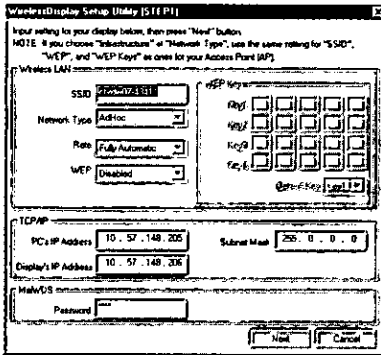 WirelessDisplay Setup Utility [STEP1]
Input setting for your display below, then press "Next" button.
NOTE: If you choose "Infrastructure" at "Network Type", use the same setting for "SSID",
"WEP", and "WEP Keys" as ones for your Access Point (AP).
Wireless LAN
SSID
Network Type AdHoc
Rate Fully Automatic
WEP Disabled
WEP Keys
Key1
Key2
Key3
Key4
Default Key
TCP/IP
PC's IP Address 10 . 57 . 148 . 205
Subnet Mask 255 . 0 . 0 . 0
Display's IP Address 10 . 57 . 148 . 206
Password ****
Next Cancel